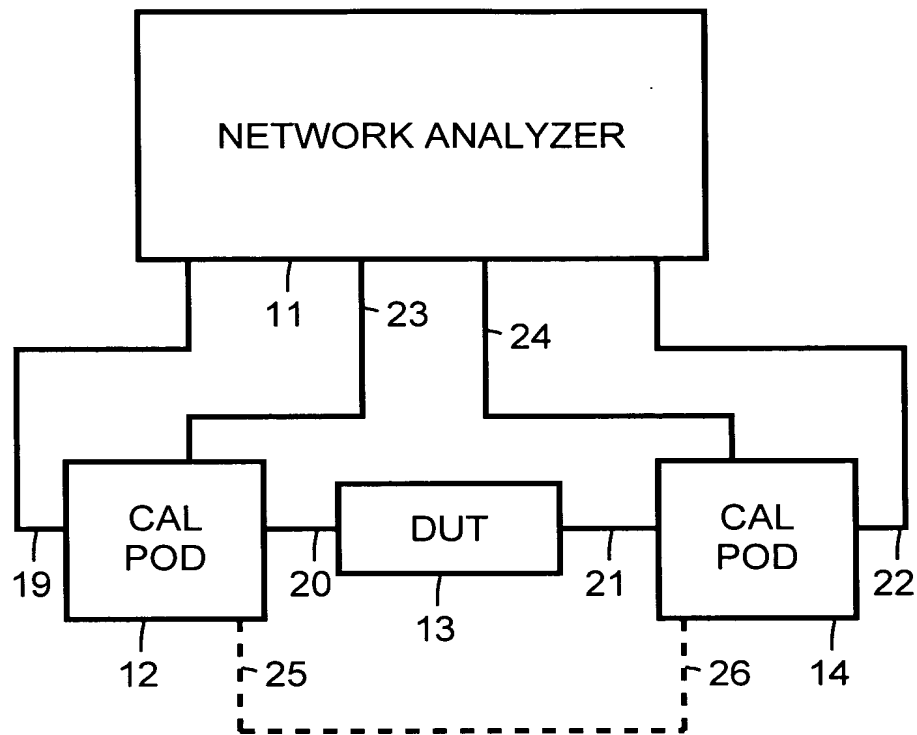 NETWORK ANALYZER
11
23
24
CAL
POD
DUT
CAL
POD
19
20
21
22
13
12
25
26
14